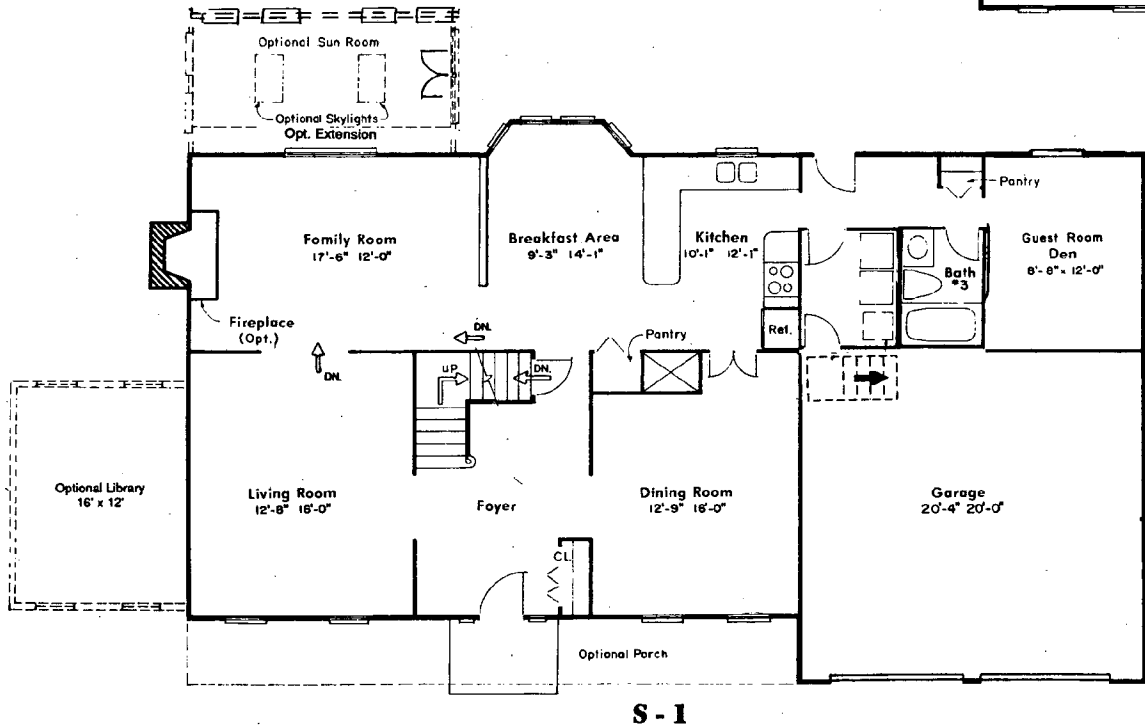 Optional Sun Room
Optional Skylights
Opt. Extension
Pantry
Family Room
17'-6" 12'-0"
Breakfast Area
9'-3" 14'-1"
Kitchen
10'-1" 12'-1"
Guest Room
Den
8'-8" x 12'-0"
Bath
#3
Fireplace
(Opt.)
DN.
Ref.
Pantry
DN.
UP
DN.
Optional Library
16' x 12'
Living Room
12'-8" 16'-0"
Foyer
Dining Room
12'-9" 16'-0"
Garage
20'-4" 20'-0"
CL.
Optional Porch
S - 1